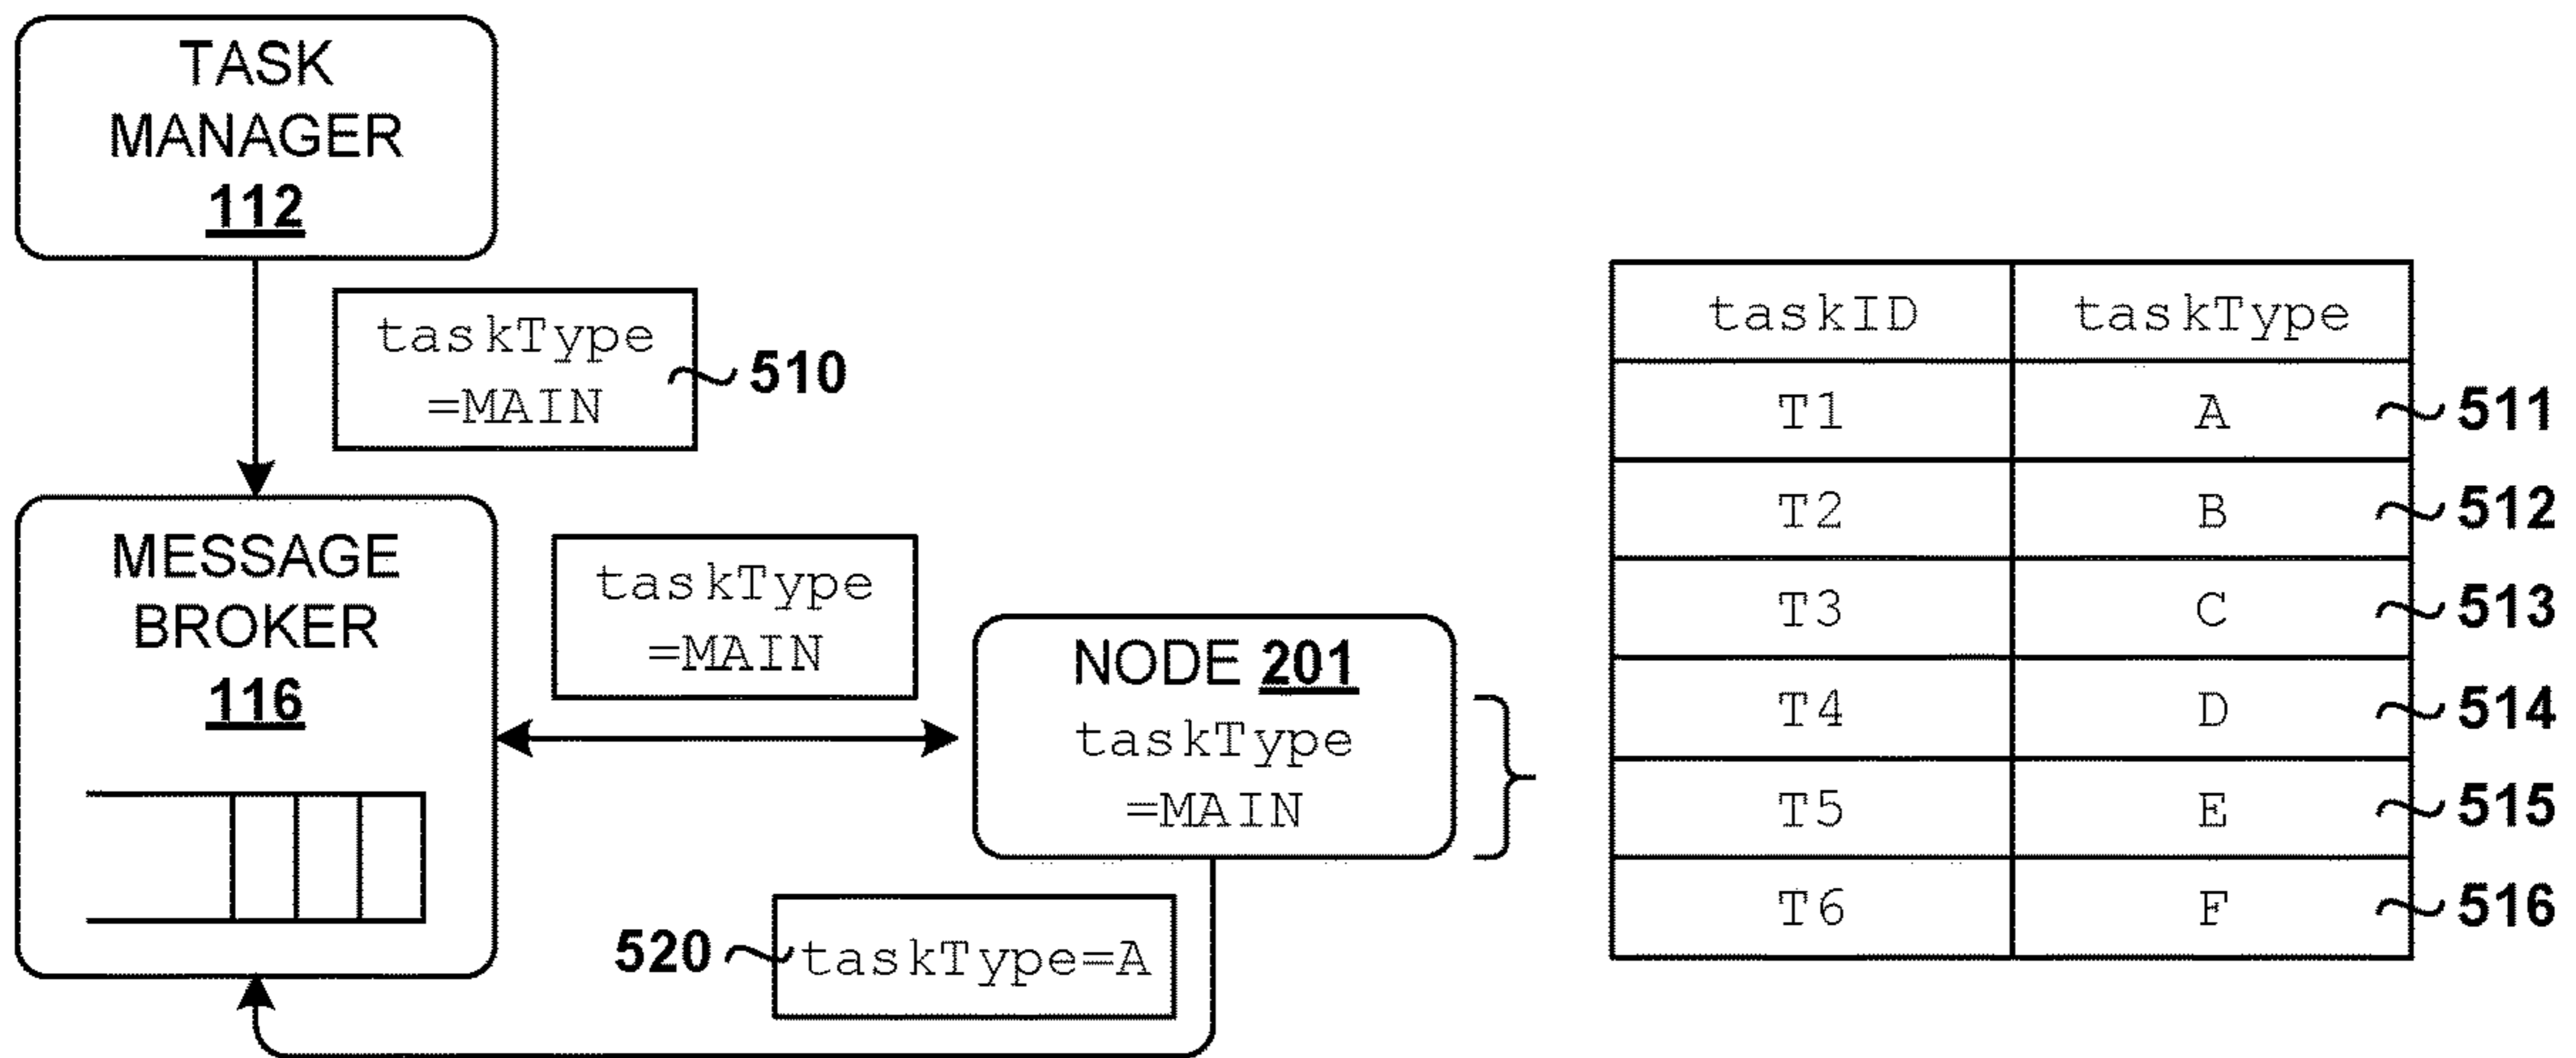 TASK
MANAGER
112
taskType
=MAIN
510
MESSAGE
BROKER
116
taskType
=MAIN
NODE 201
taskType
=MAIN
520
taskType=A
taskID taskType
T1 A 511
T2 B 512
T3 C 513
T4 D 514
T5 E 515
T6 F 516